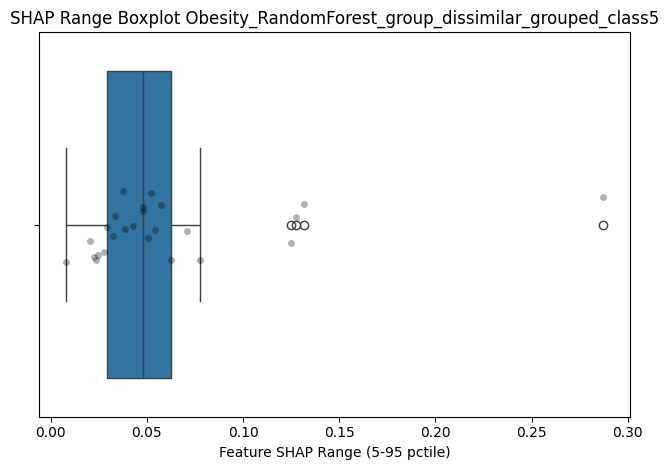 SHAP Range Boxplot Obesity_RandomForest_group_dissimilar_grouped_class5
0.00 0.05 0.10 0.15 0.20 0.25 0.30
Feature SHAP Range (5-95 pctile)